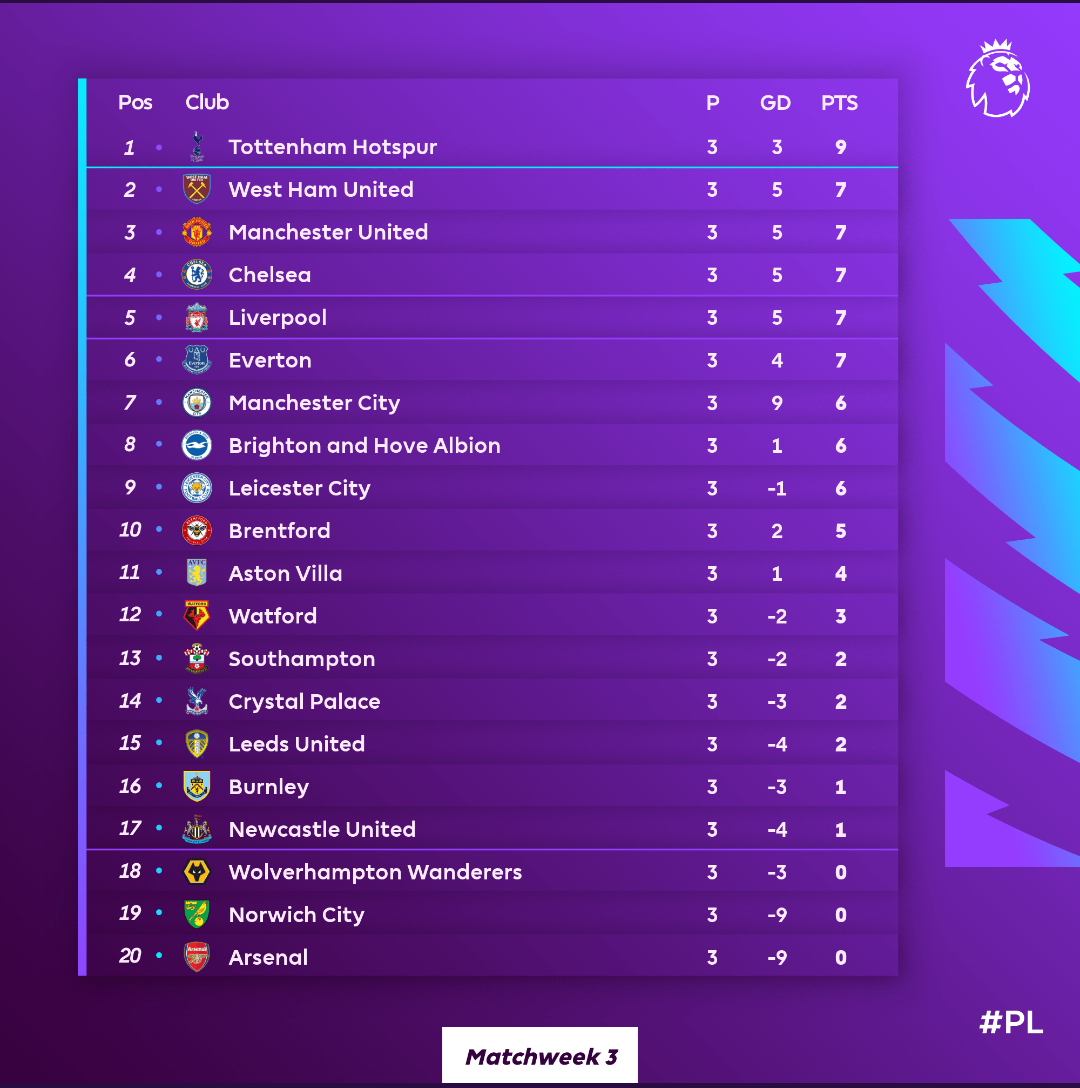 Pos Club P GD PTS
1 Tottenham Hotspur 3 3 9
2 West Ham United 3 5 7
3 Manchester United 3 5 7
4 Chelsea 3 5 7
5 Liverpool 3 5 7
6 Everton 3 4 7
7 Manchester City 3 9 6
8 Brighton and Hove Albion 3 1 6
9 Leicester City 3 -1 6
10 Brentford 3 2 5
11 Aston Villa 3 1 4
12 Watford 3 -2 3
13 Southampton 3 -2 2
14 Crystal Palace 3 -3 2
15 Leeds United 3 -4 2
16 Burnley 3 -3 1
17 Newcastle United 3 -4 1
18 Wolverhampton Wanderers 3 -3 0
19 Norwich City 3 -9 0
20 Arsenal 3 -9 0
#PL
Matchweek 3